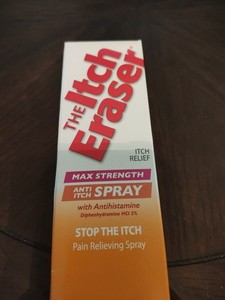 THE Itch
Eraser
ITCH
RELIEF
MAX STRENGTH
ANTI
ITCH SPRAY
with Antihistamine
Diphenhydramine HCl 2%
STOP THE ITCH
Pain Relieving Spray